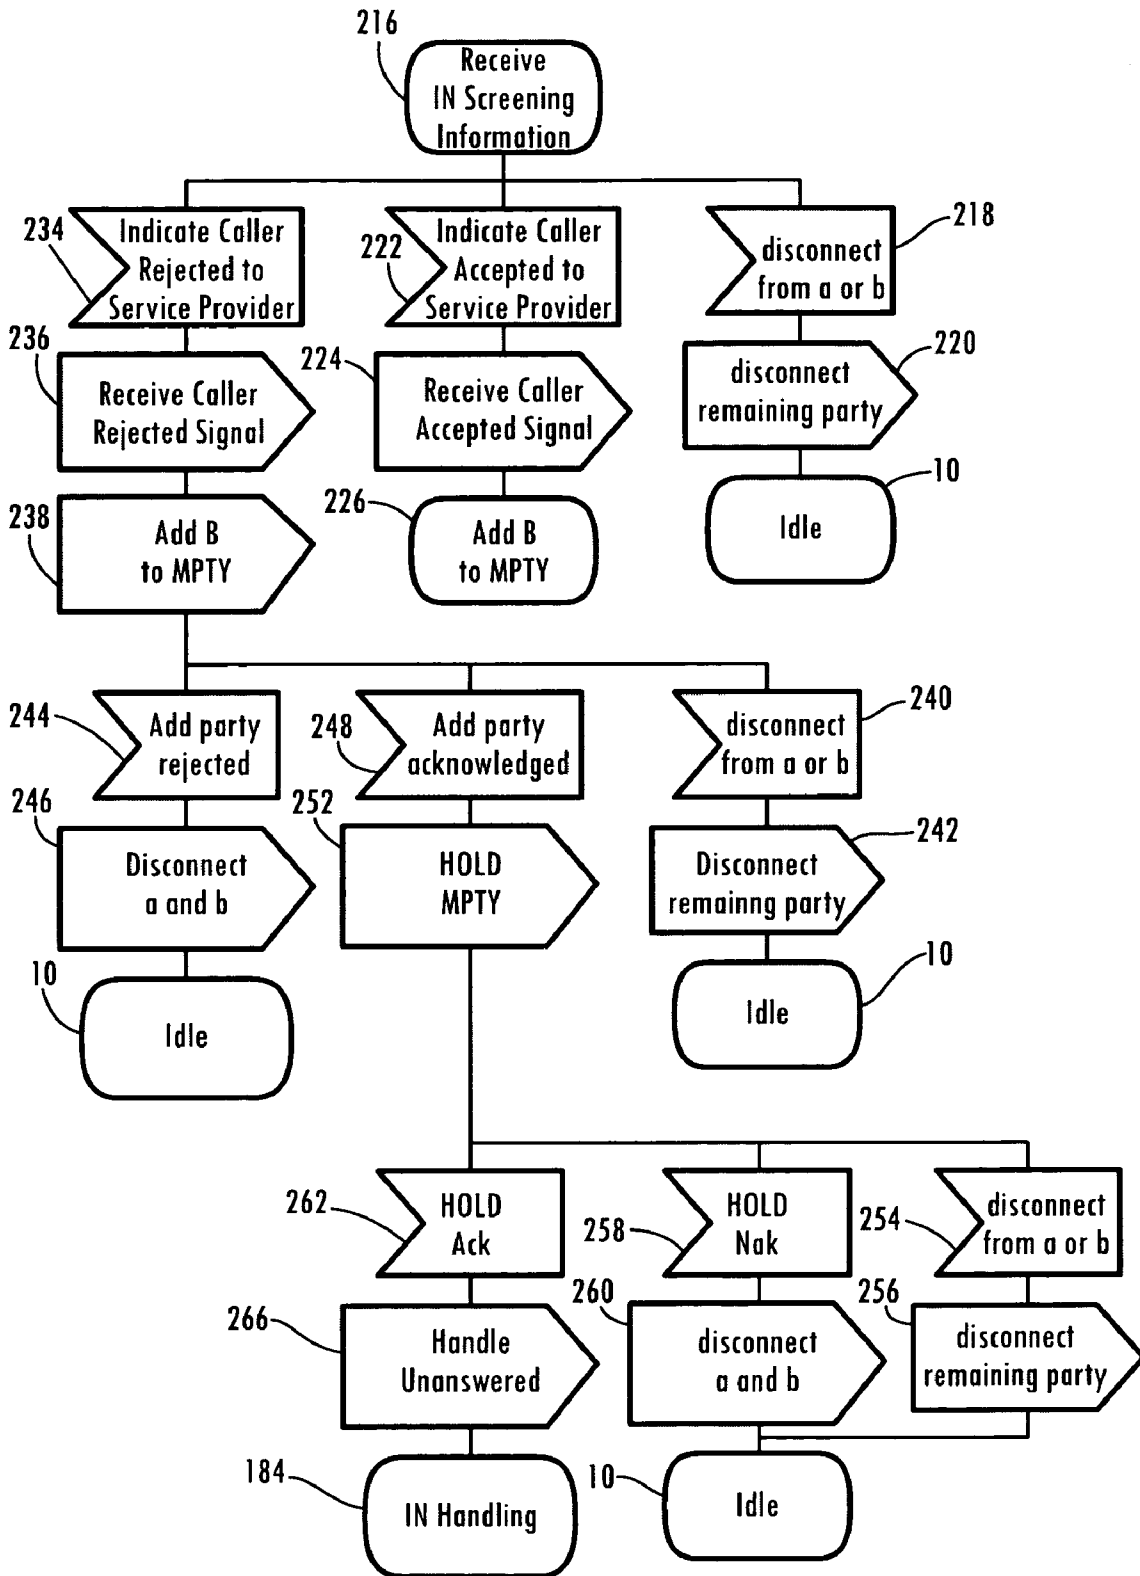 216
Receive
IN Screening
Information
234
Indicate Caller
Rejected to
Service Provider
222
Indicate Caller
Accepted to
Service Provider
218
disconnect
from a or b
236
Receive Caller
Rejected Signal
224
Receive Caller
Accepted Signal
220
disconnect
remaining party
238
Add B
to MPTY
226
Add B
to MPTY
10
Idle
244
Add party
rejected
248
Add party
acknowledged
240
disconnect
from a or b
246
Disconnect
a and b
252
HOLD
MPTY
242
Disconnect
remainng party
10
Idle
10
Idle
262
HOLD
Ack
258
HOLD
Nak
254
disconnect
from a or b
266
Handle
Unanswered
260
disconnect
a and b
256
disconnect
remaining party
184
IN Handling
10
Idle